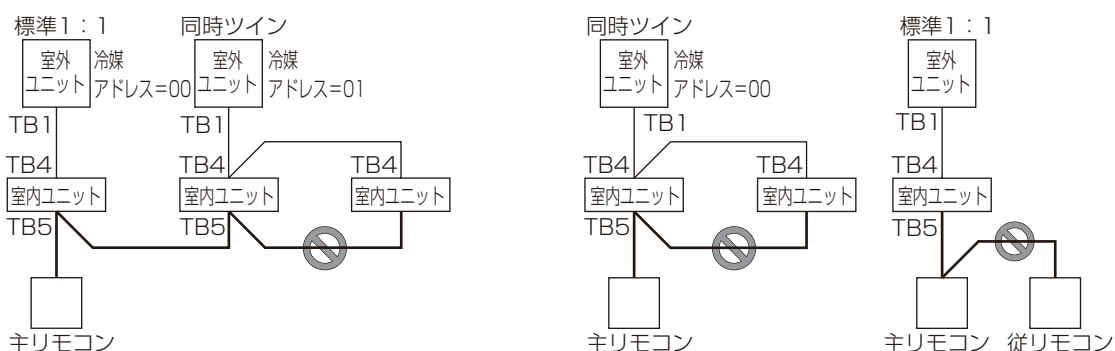 標準1：1
室外
ユニット
冷媒
アドレス=00
TB1
TB4
室内ユニット
TB5
主リモコン
同時ツイン
室外
ユニット
冷媒
アドレス=01
TB1
TB4
TB4
室内ユニット
室内ユニット
TB5
同時ツイン
室外
ユニット
冷媒
アドレス=00
TB1
TB4
TB4
室内ユニット
室内ユニット
TB5
主リモコン
標準1：1
室外
ユニット
TB1
TB4
室内ユニット
TB5
主リモコン
従リモコン